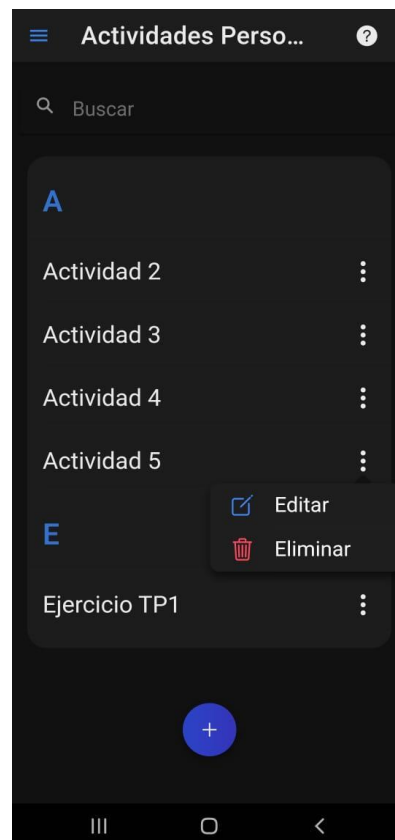 Actividades Perso...
?
Buscar
A
Actividad 2
Actividad 3
Actividad 4
Actividad 5
Editar
E
Eliminar
Ejercicio TP1
+